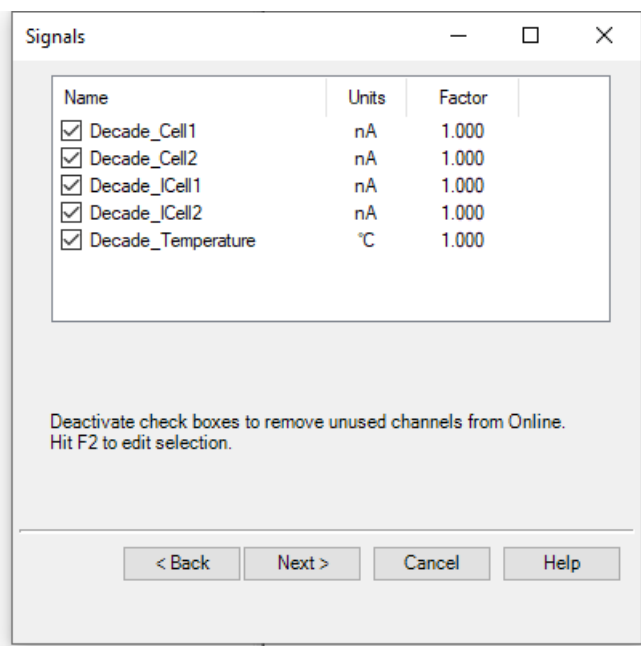 Signals
Name Units Factor
Decade_Cell1 nA 1.000
Decade_Cell2 nA 1.000
Decade_ICell1 nA 1.000
Decade_ICell2 nA 1.000
Decade_Temperature °C 1.000
Deactivate check boxes to remove unused channels from Online.
Hit F2 to edit selection.
< Back Next > Cancel Help